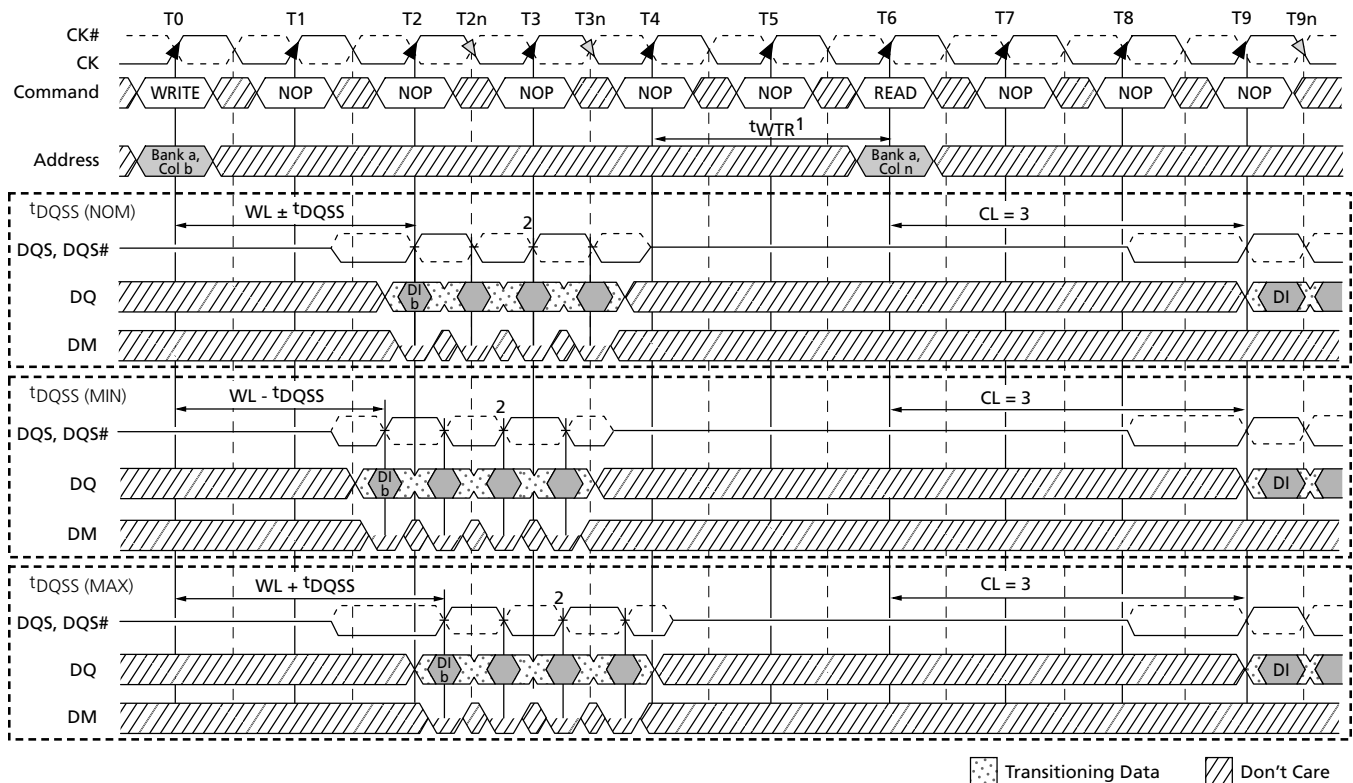 T0 T1 T2 T2n T3 T3n T4 T5 T6 T7 T8 T9 T9n
CK#
CK
Command WRITE NOP NOP NOP NOP NOP READ NOP NOP NOP
tWTR1
Address Bank a, Col b Bank a, Col n
tDQSS (NOM) WL ± tDQSS 2 CL = 3
DQS, DQS#
DQ DI b DI
DM
tDQSS (MIN) WL - tDQSS 2 CL = 3
DQS, DQS#
DQ DI b DI
DM
tDQSS (MAX) WL + tDQSS 2 CL = 3
DQS, DQS#
DQ DI b DI
DM
Transitioning Data Don't Care